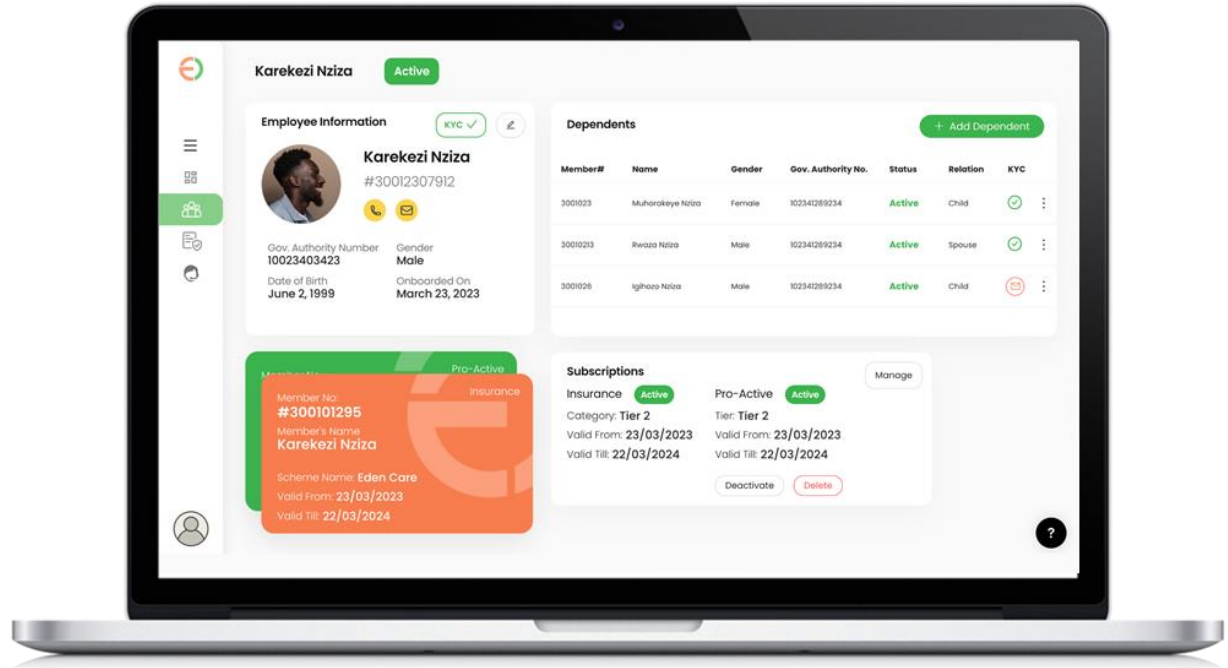 Karekezi Nziza Active
Employee Information KYC
Karekezi Nziza
#30012307912
Gov. Authority Number Gender
10023403423 Male
Date of Birth Onboarded On
June 2, 1999 March 23, 2023
Dependents + Add Dependent
Member# Name Gender Gov. Authority No. Status Relation KYC
3001023 Muhorakeye Nziza Female 102341289234 Active Child
30010213 Rwaza Nziza Male 102341289234 Active Spouse
3001026 Igihozo Nziza Male 102341289234 Active Child
Pro-Active
Insurance
Member No:
#300101295
Member's Name
Karekezi Nziza
Scheme Name: Eden Care
Valid From: 23/03/2023
Valid Till: 22/03/2024
Subscriptions Manage
Insurance Active Pro-Active Active
Category: Tier 2 Tier: Tier 2
Valid From: 23/03/2023 Valid From: 23/03/2023
Valid Till: 22/03/2024 Valid Till: 22/03/2024
Deactivate Delete
?